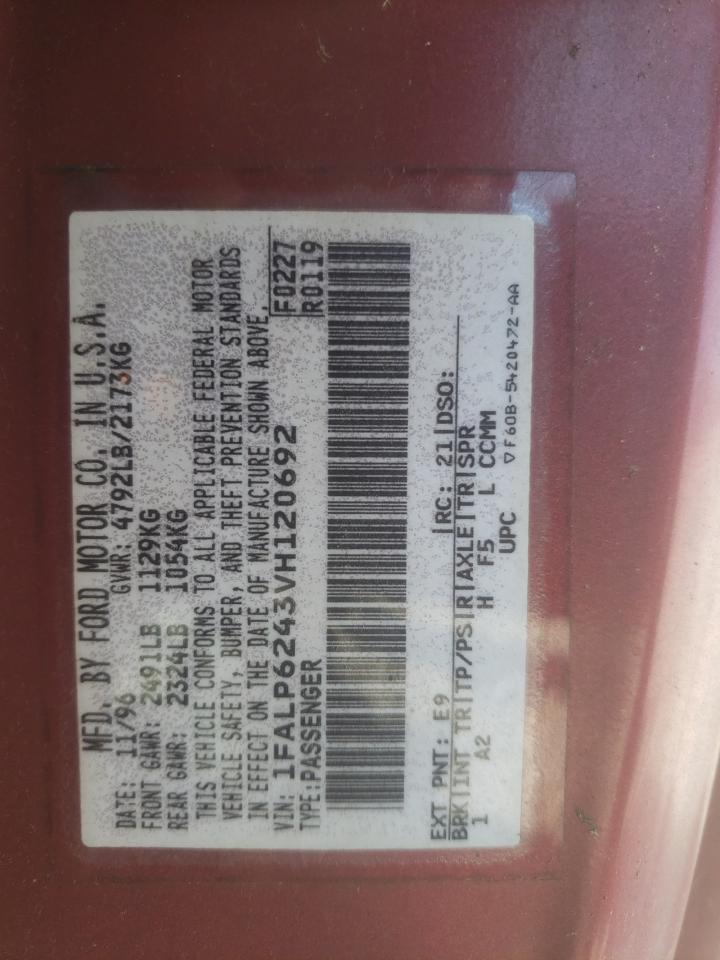 MFD. BY FORD MOTOR CO. IN U.S.A.
DATE: 11/96 GVWR: 4792LB/2173KG
FRONT GAWR: 2491LB 1129KG
REAR GAWR: 2324LB 1054KG
THIS VEHICLE CONFORMS TO ALL APPLICABLE FEDERAL MOTOR
VEHICLE SAFETY, BUMPER, AND THEFT PREVENTION STANDARDS
IN EFFECT ON THE DATE OF MANUFACTURE SHOWN ABOVE.
VIN: 1FALP6243VH120692 F0227
TYPE: PASSENGER R0119
EXT PNT: E9 |RC: 21|DSO:
BRK|INT TR|TP/PS|R|AXLE|TR|SPR
1 A2 H F5 L CCMM
UPC
▽F60B-5420472-AA